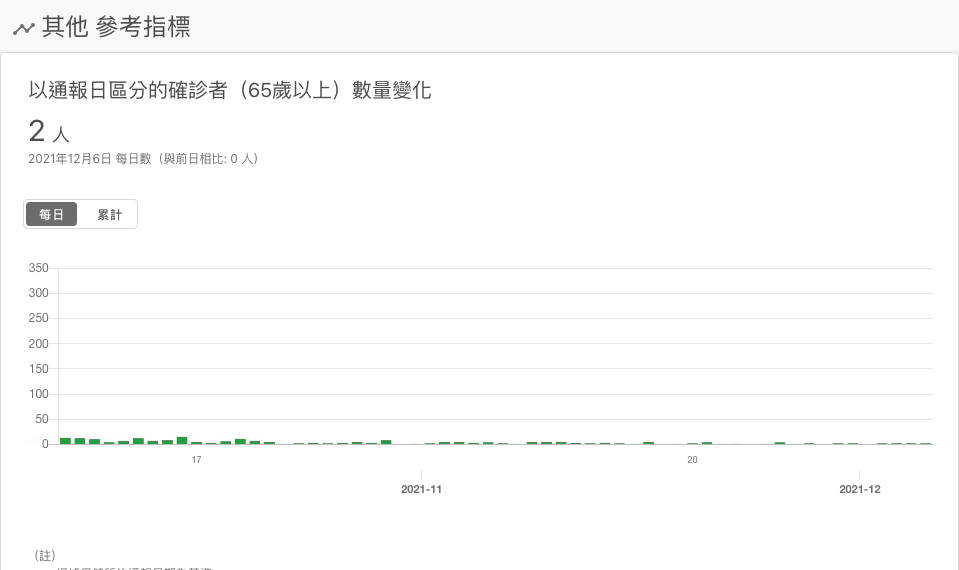 其他 參考指標
以通報日區分的確診者（65歲以上）數量變化
2 人
2021年12月6日 每日數（與前日相比: 0 人）
每日 累計
350
300
250
200
150
100
50
0
17 20
2021-11 2021-12
（註）